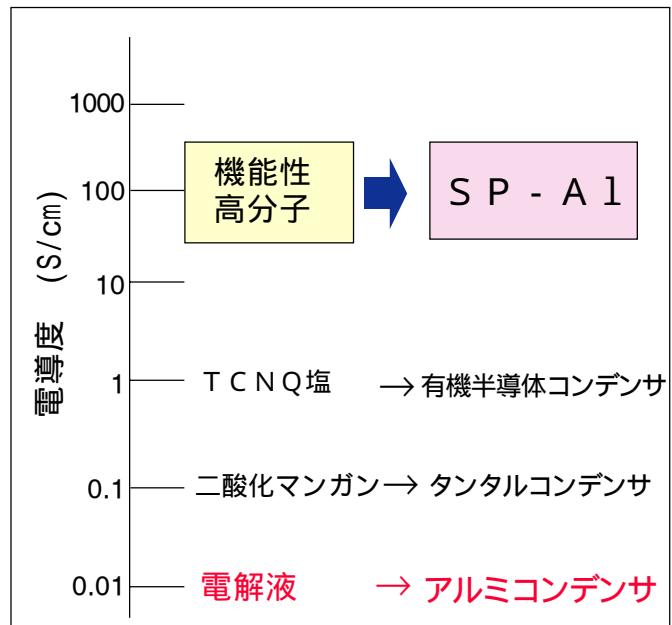 電導度 (S/cm)
1000
100
機能性
高分子
SP-Al
10
1
TCNQ塩 → 有機半導体コンデンサ
0.1
二酸化マンガン → タンタルコンデンサ
0.01
電解液 → アルミコンデンサ